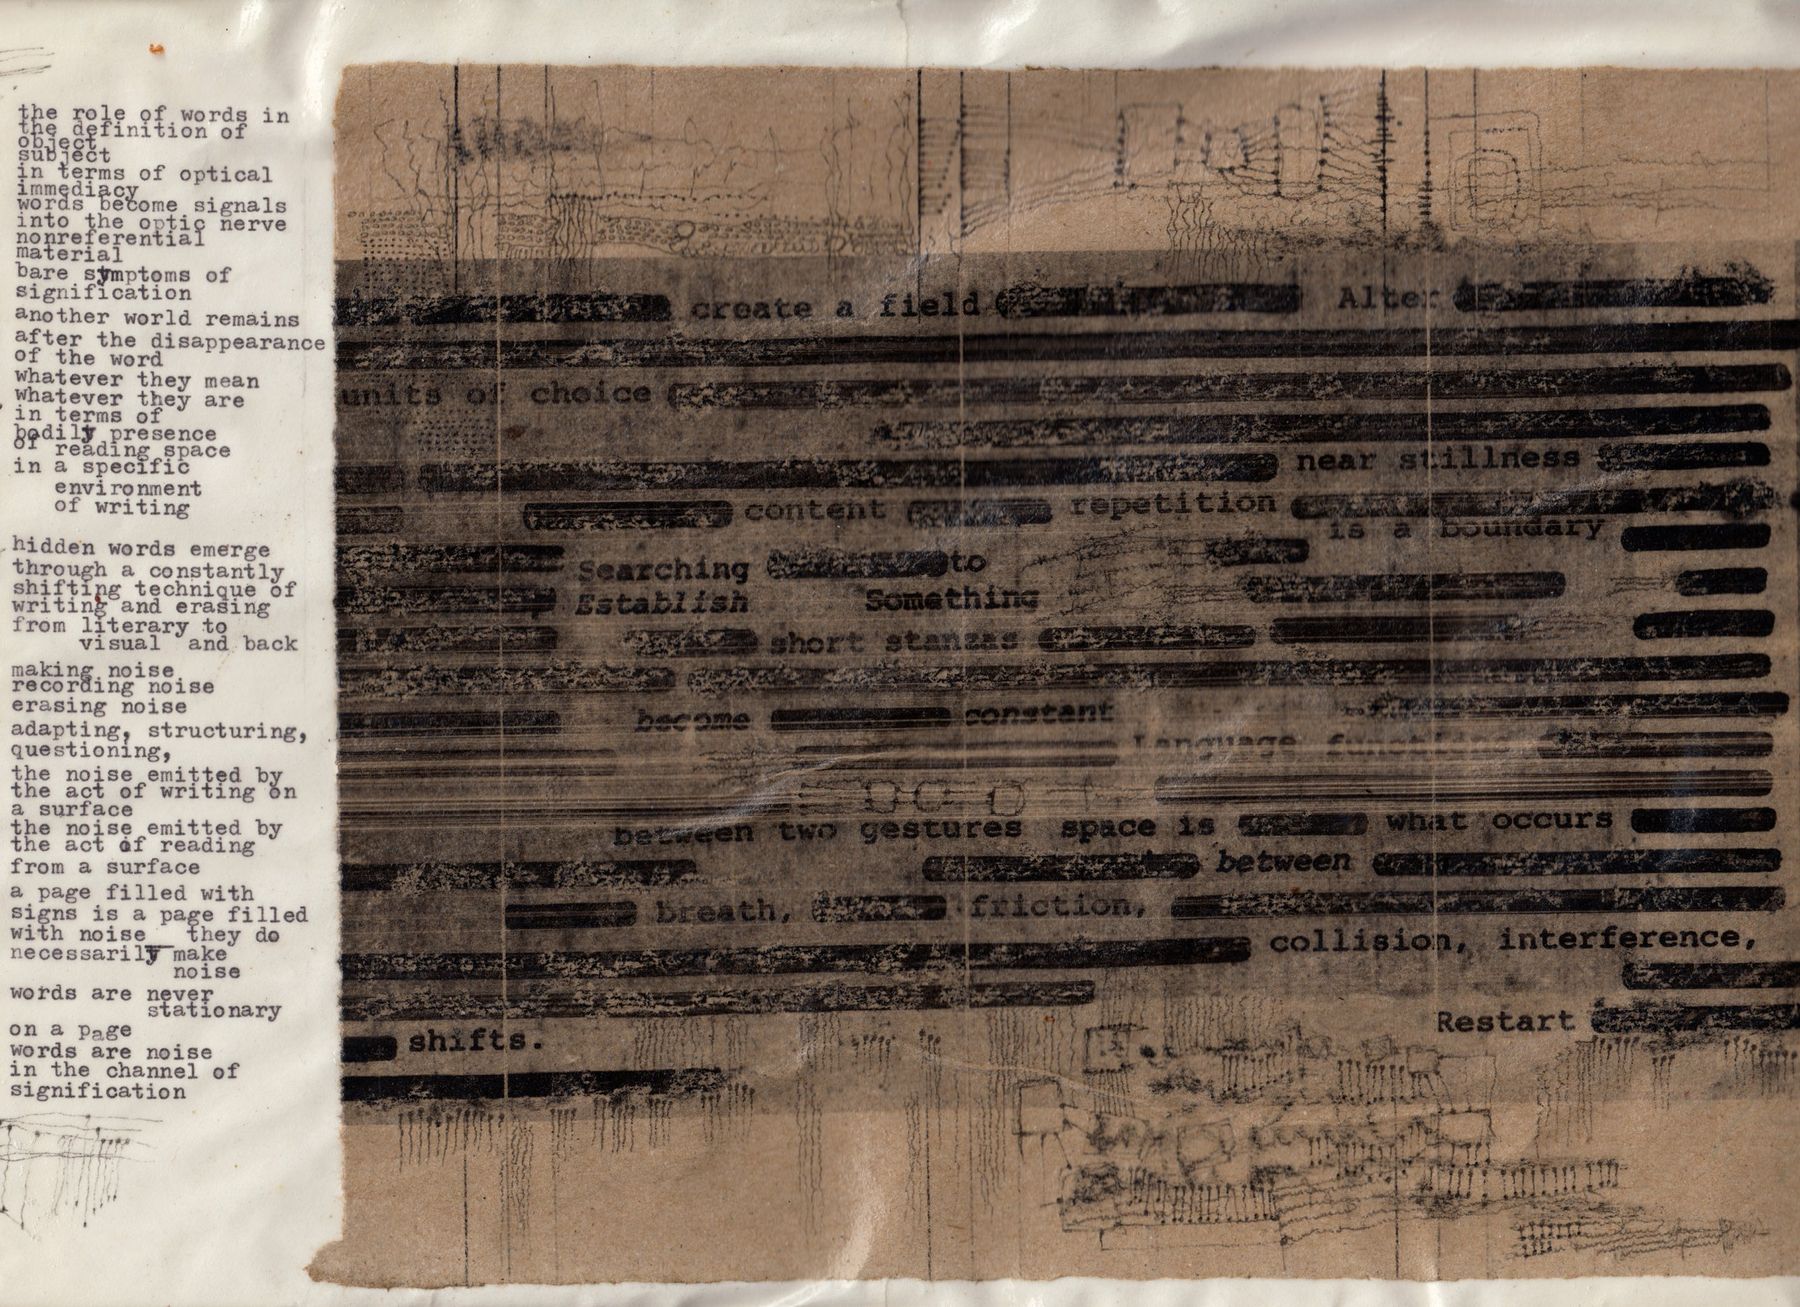 the role of words in
the definition of
object
subject
in terms of optical
immediacy
words become signals
into the optic nerve
nonreferential
material
bare symptoms of
signification
another world remains
after the disappearance
of the word
whatever they mean
whatever they are
in terms of
bodily presence
of reading space
in a specific
environment
of writing
hidden words emerge
through a constantly
shifting technique of
writing and erasing
from literary to
visual and back
making noise
recording noise
erasing noise
adapting, structuring,
questioning,
the noise emitted by
the act of writing on
a surface
the noise emitted by
the act of reading
from a surface
a page filled with
signs is a page filled
with noise__they do
necessarily make
noise
words are never
stationary
on a page
words are noise
in the channel of
signification
create a field Alter
units of choice
near stillness
content repetition
is a boundary
Searching to
Establish Something
short stanzas
become constant
Language functions
between two gestures space is what occurs
between
breath, friction,
collision, interference,
Restart
shifts.